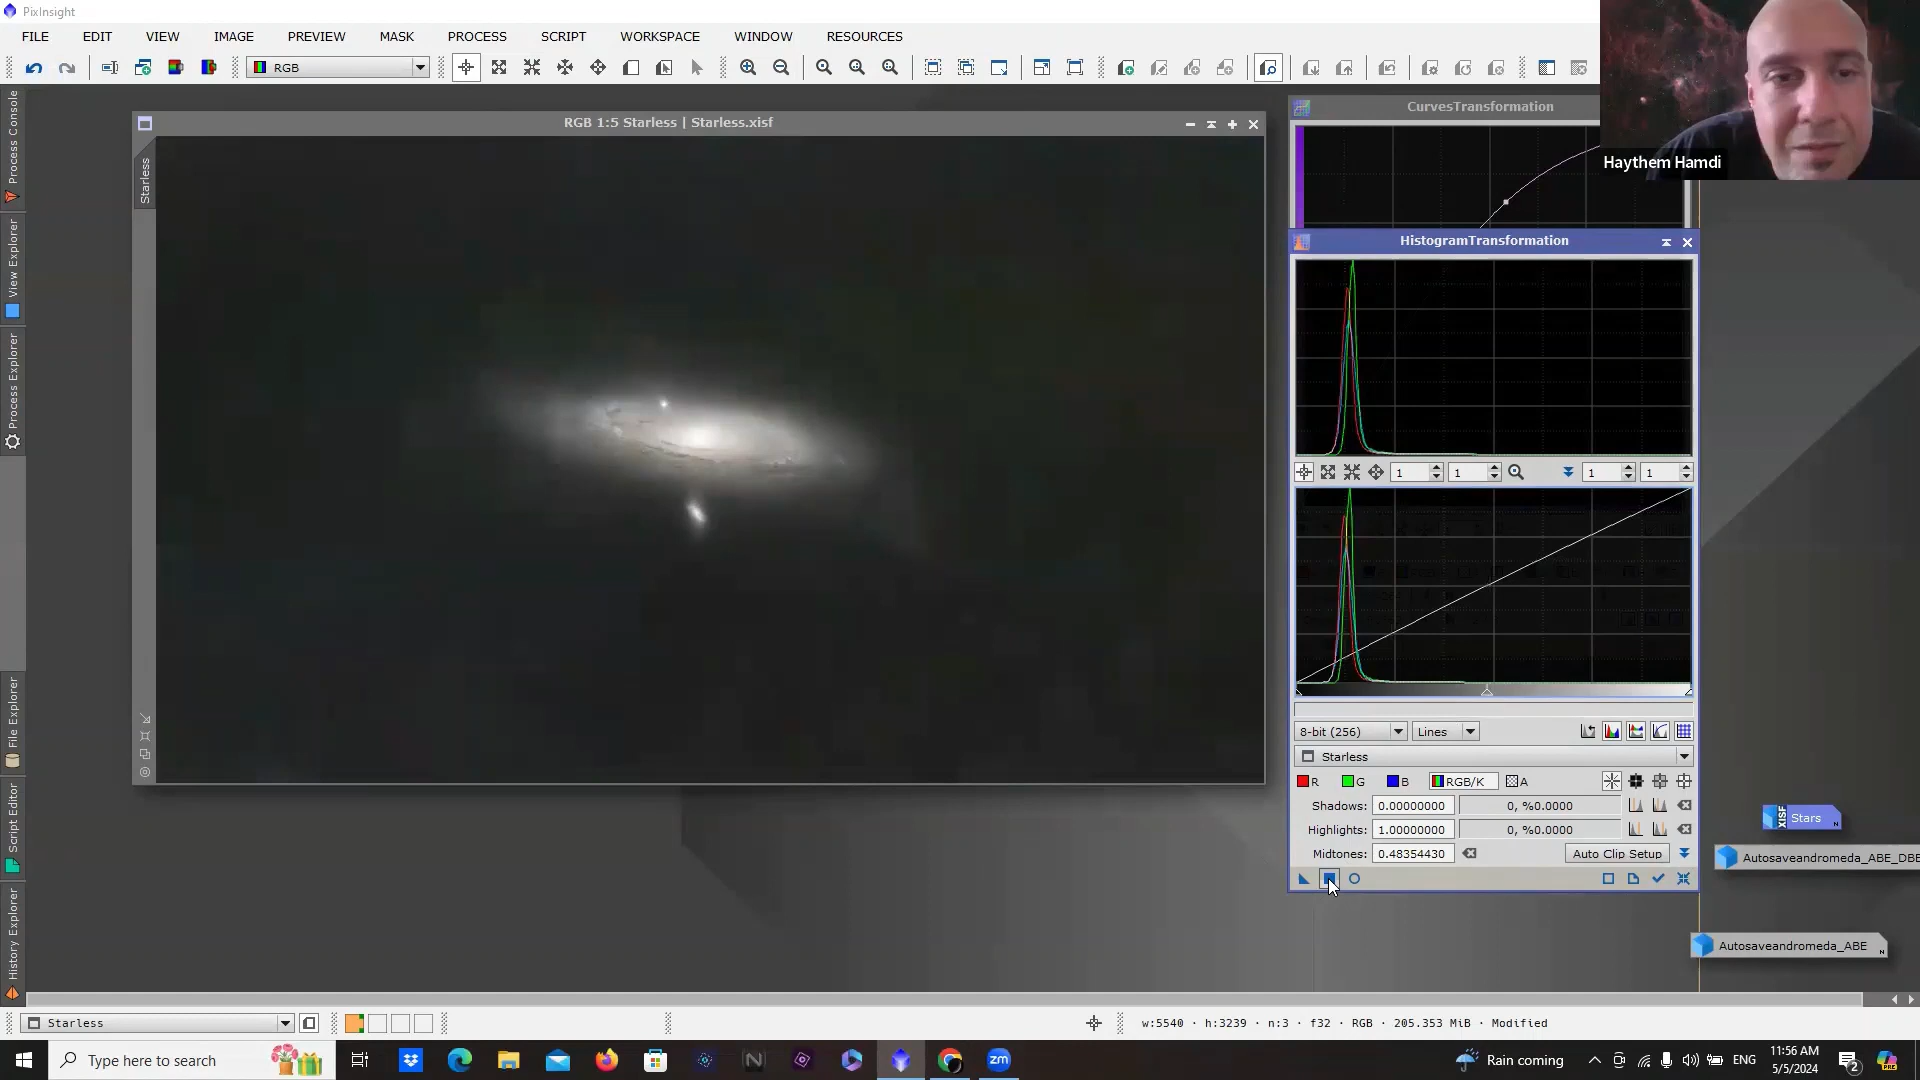 PixInsight
FILE EDIT VIEW IMAGE PREVIEW MASK PROCESS SCRIPT WORKSPACE WINDOW RESOURCES
RGB
Process Console
View Explorer
Process Explorer
File Explorer
Script Editor
History Explorer
RGB 1:5 Starless | Starless.xisf
Starless
CurvesTransformation
Haythem Hamdi
HistogramTransformation
1 1 1 1
8-bit (256) Lines
Starless
R G B RGB/K A
Shadows: 0.00000000 0, %0.0000
Highlights: 1.00000000 0, %0.0000
Midtones: 0.48354430 Auto Clip Setup
XISF Stars N
Autosaveandromeda_ABE_DBE
Autosaveandromeda_ABE N
Starless
w:5540 · h:3239 · n:3 · f32 · RGB · 205.353 MiB · Modified
Type here to search
N
zm
Rain coming
ENG
11:56 AM
5/5/2024
2
PRE